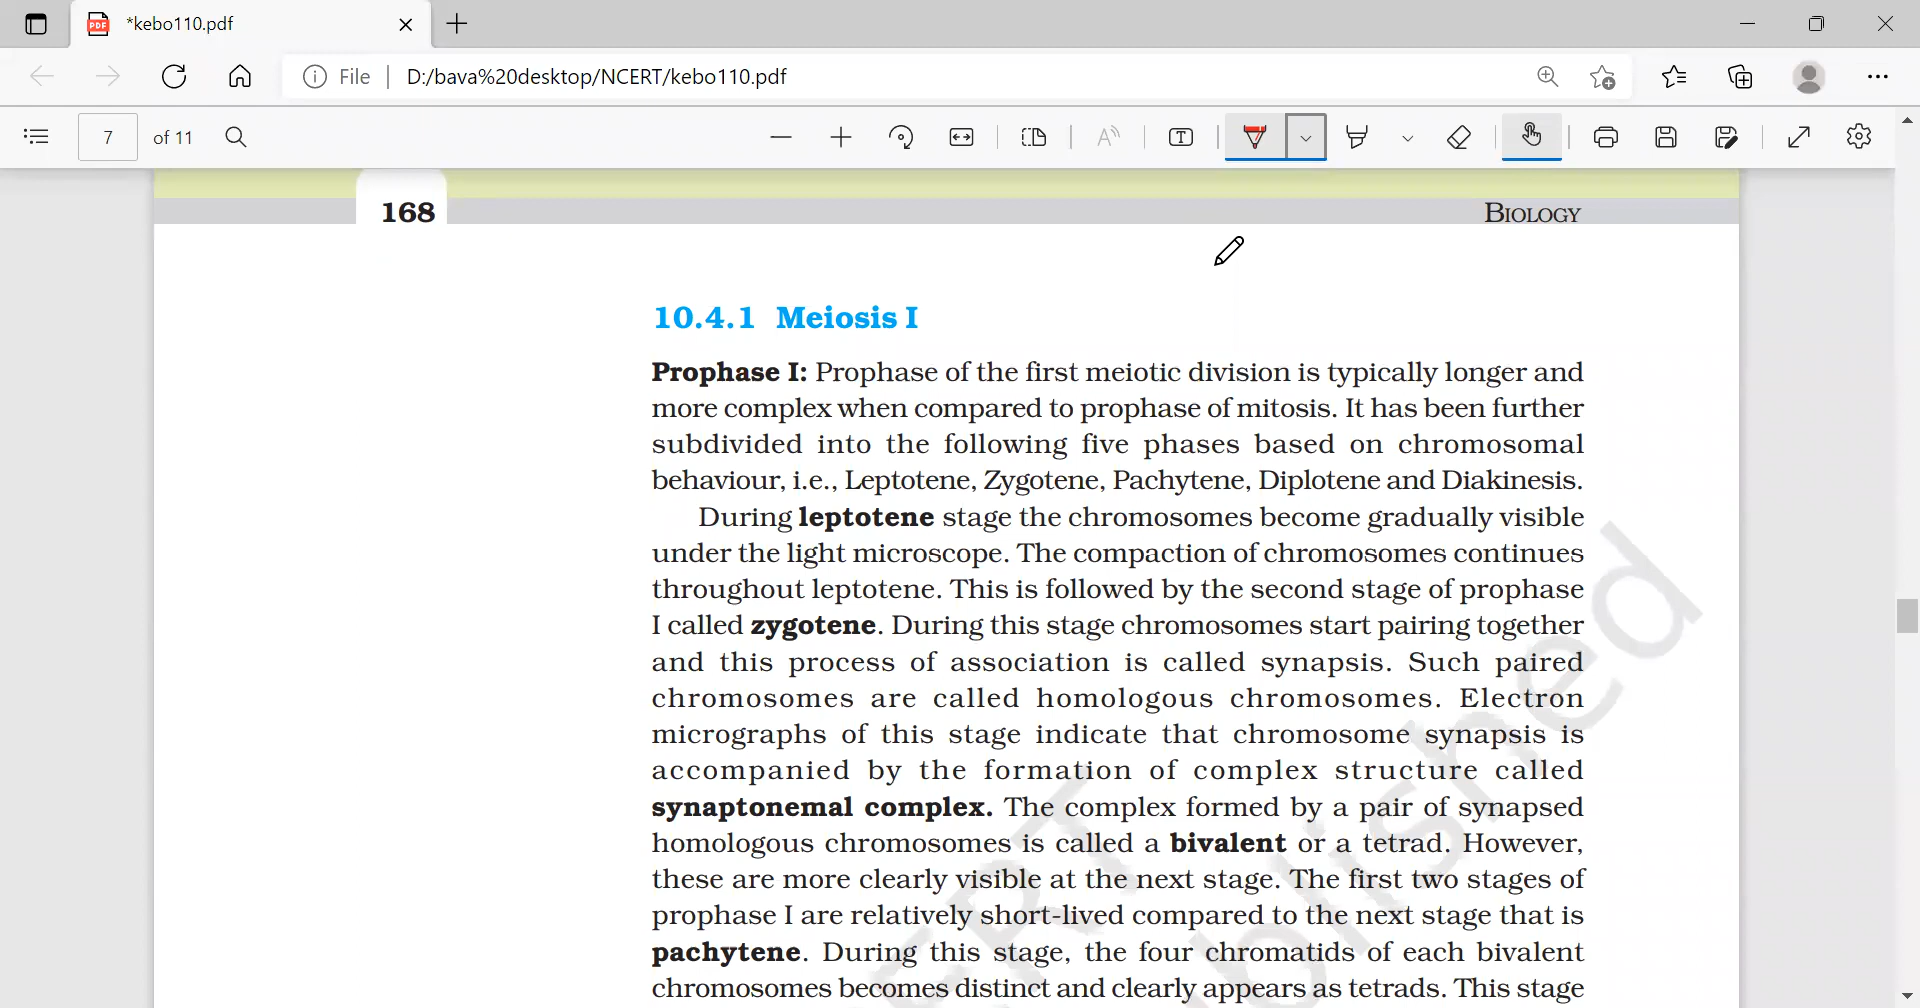 *kebo110.pdf
File D:/bava%20desktop/NCERT/kebo110.pdf
7 of 11
168 BIOLOGY
10.4.1 Meiosis I
Prophase I: Prophase of the first meiotic division is typically longer and
more complex when compared to prophase of mitosis. It has been further
subdivided into the following five phases based on chromosomal
behaviour, i.e., Leptotene, Zygotene, Pachytene, Diplotene and Diakinesis.
During leptotene stage the chromosomes become gradually visible
under the light microscope. The compaction of chromosomes continues
throughout leptotene. This is followed by the second stage of prophase
I called zygotene. During this stage chromosomes start pairing together
and this process of association is called synapsis. Such paired
chromosomes are called homologous chromosomes. Electron
micrographs of this stage indicate that chromosome synapsis is
accompanied by the formation of complex structure called
synaptonemal complex. The complex formed by a pair of synapsed
homologous chromosomes is called a bivalent or a tetrad. However,
these are more clearly visible at the next stage. The first two stages of
prophase I are relatively short-lived compared to the next stage that is
pachytene. During this stage, the four chromatids of each bivalent
chromosomes becomes distinct and clearly appears as tetrads. This stage